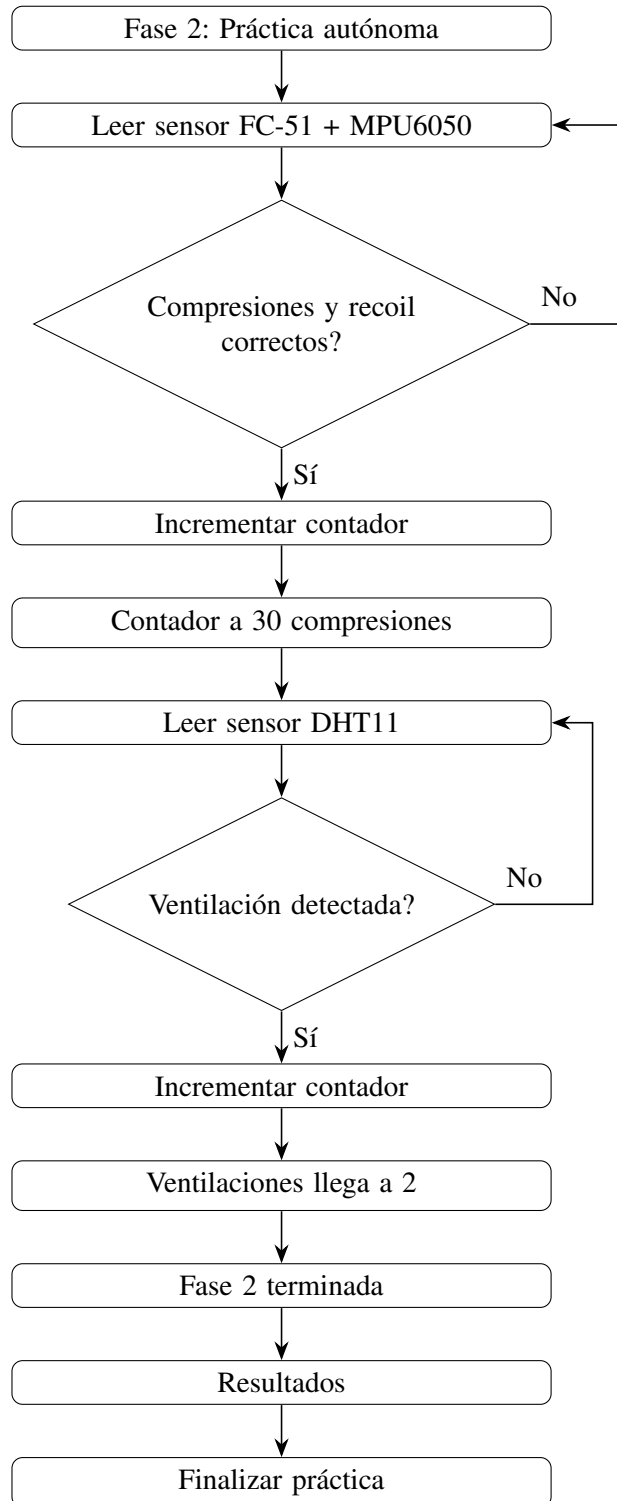 Fase 2: Práctica autónoma
Leer sensor FC-51 + MPU6050
Compresiones y recoil
correctos?
No
Sí
Incrementar contador
Contador a 30 compresiones
Leer sensor DHT11
Ventilación detectada?
No
Sí
Incrementar contador
Ventilaciones llega a 2
Fase 2 terminada
Resultados
Finalizar práctica